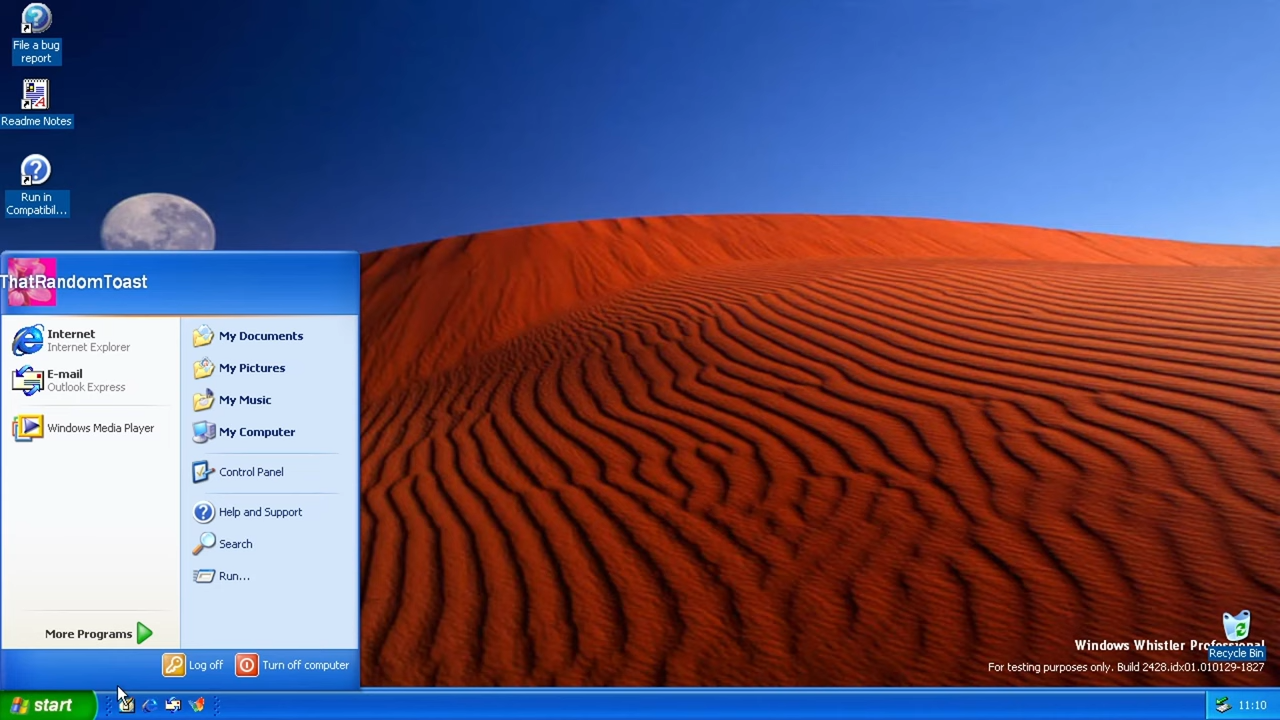 File a bug
report
Readme Notes
Run in
Compatibil...
ThatRandomToast
Internet
Internet Explorer
E-mail
Outlook Express
Windows Media Player
More Programs
My Documents
My Pictures
My Music
My Computer
Control Panel
Help and Support
Search
Run...
Log off
Turn off computer
Windows Whistler Professional
Recycle Bin
For testing purposes only. Build 2428.idx01.010129-1827
start
11:10